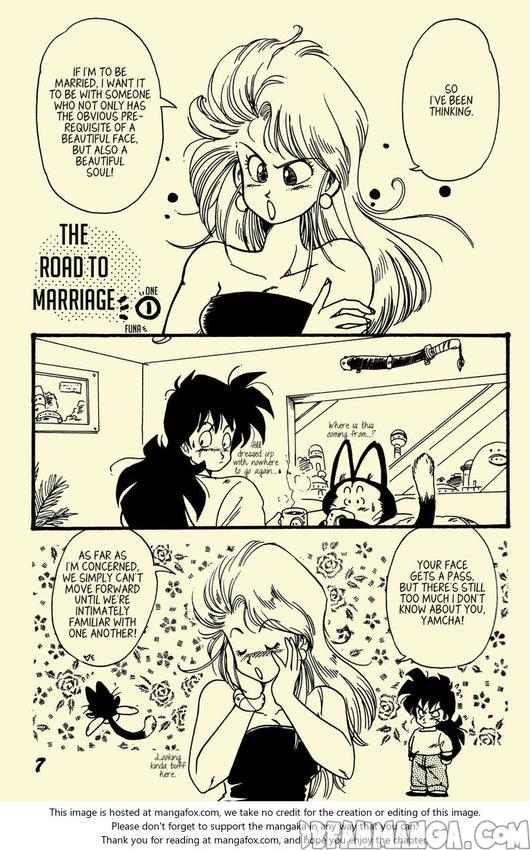 SO
I'VE BEEN
THINKING.
IF I'M TO BE
MARRIED, I WANT IT
TO BE WITH SOMEONE
WHO NOT ONLY HAS
THE OBVIOUS PRE-
REQUISITE OF A
BEAUTIFUL FACE,
BUT ALSO A
BEAUTIFUL
SOUL!
THE
ROAD TO
MARRIAGE
ONE
1
FUNA
Where is this
coming from...?
All
dressed up
with nowhere
to go again...
YOUR FACE
GETS A PASS,
BUT THERE'S STILL
TOO MUCH I DON'T
KNOW ABOUT YOU,
YAMCHA!
AS FAR AS
I'M CONCERNED,
WE SIMPLY CAN'T
MOVE FORWARD
UNTIL WE'RE
INTIMATELY
FAMILIAR WITH
ONE ANOTHER!
Looking
kinda buff
here.
7
This image is hosted at mangafox.com, we take no credit for the creation or editing of this image.
Please don't forget to support the mangaka in any way that you can!
Thank you for reading at mangafox.com, and hope you enjoy the chapter.